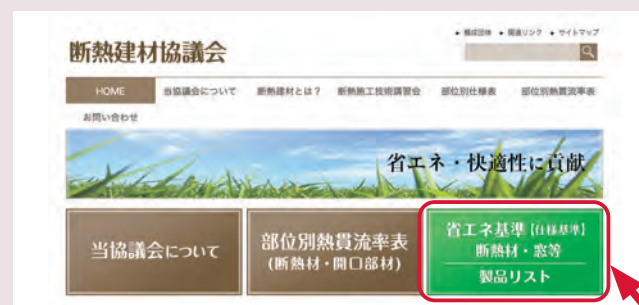 構成団体 関連リンク サイトマップ
断熱建材協議会
HOME 当協議会について 断熱建材とは? 断熱施工技術講習会 部位別仕様表 部位別熱貫流率表
お問い合わせ
省エネ・快適性に貢献
当協議会について
部位別熱貫流率表
(断熱材・開口部材)
省エネ基準【仕様基準】
断熱材・窓等
製品リスト